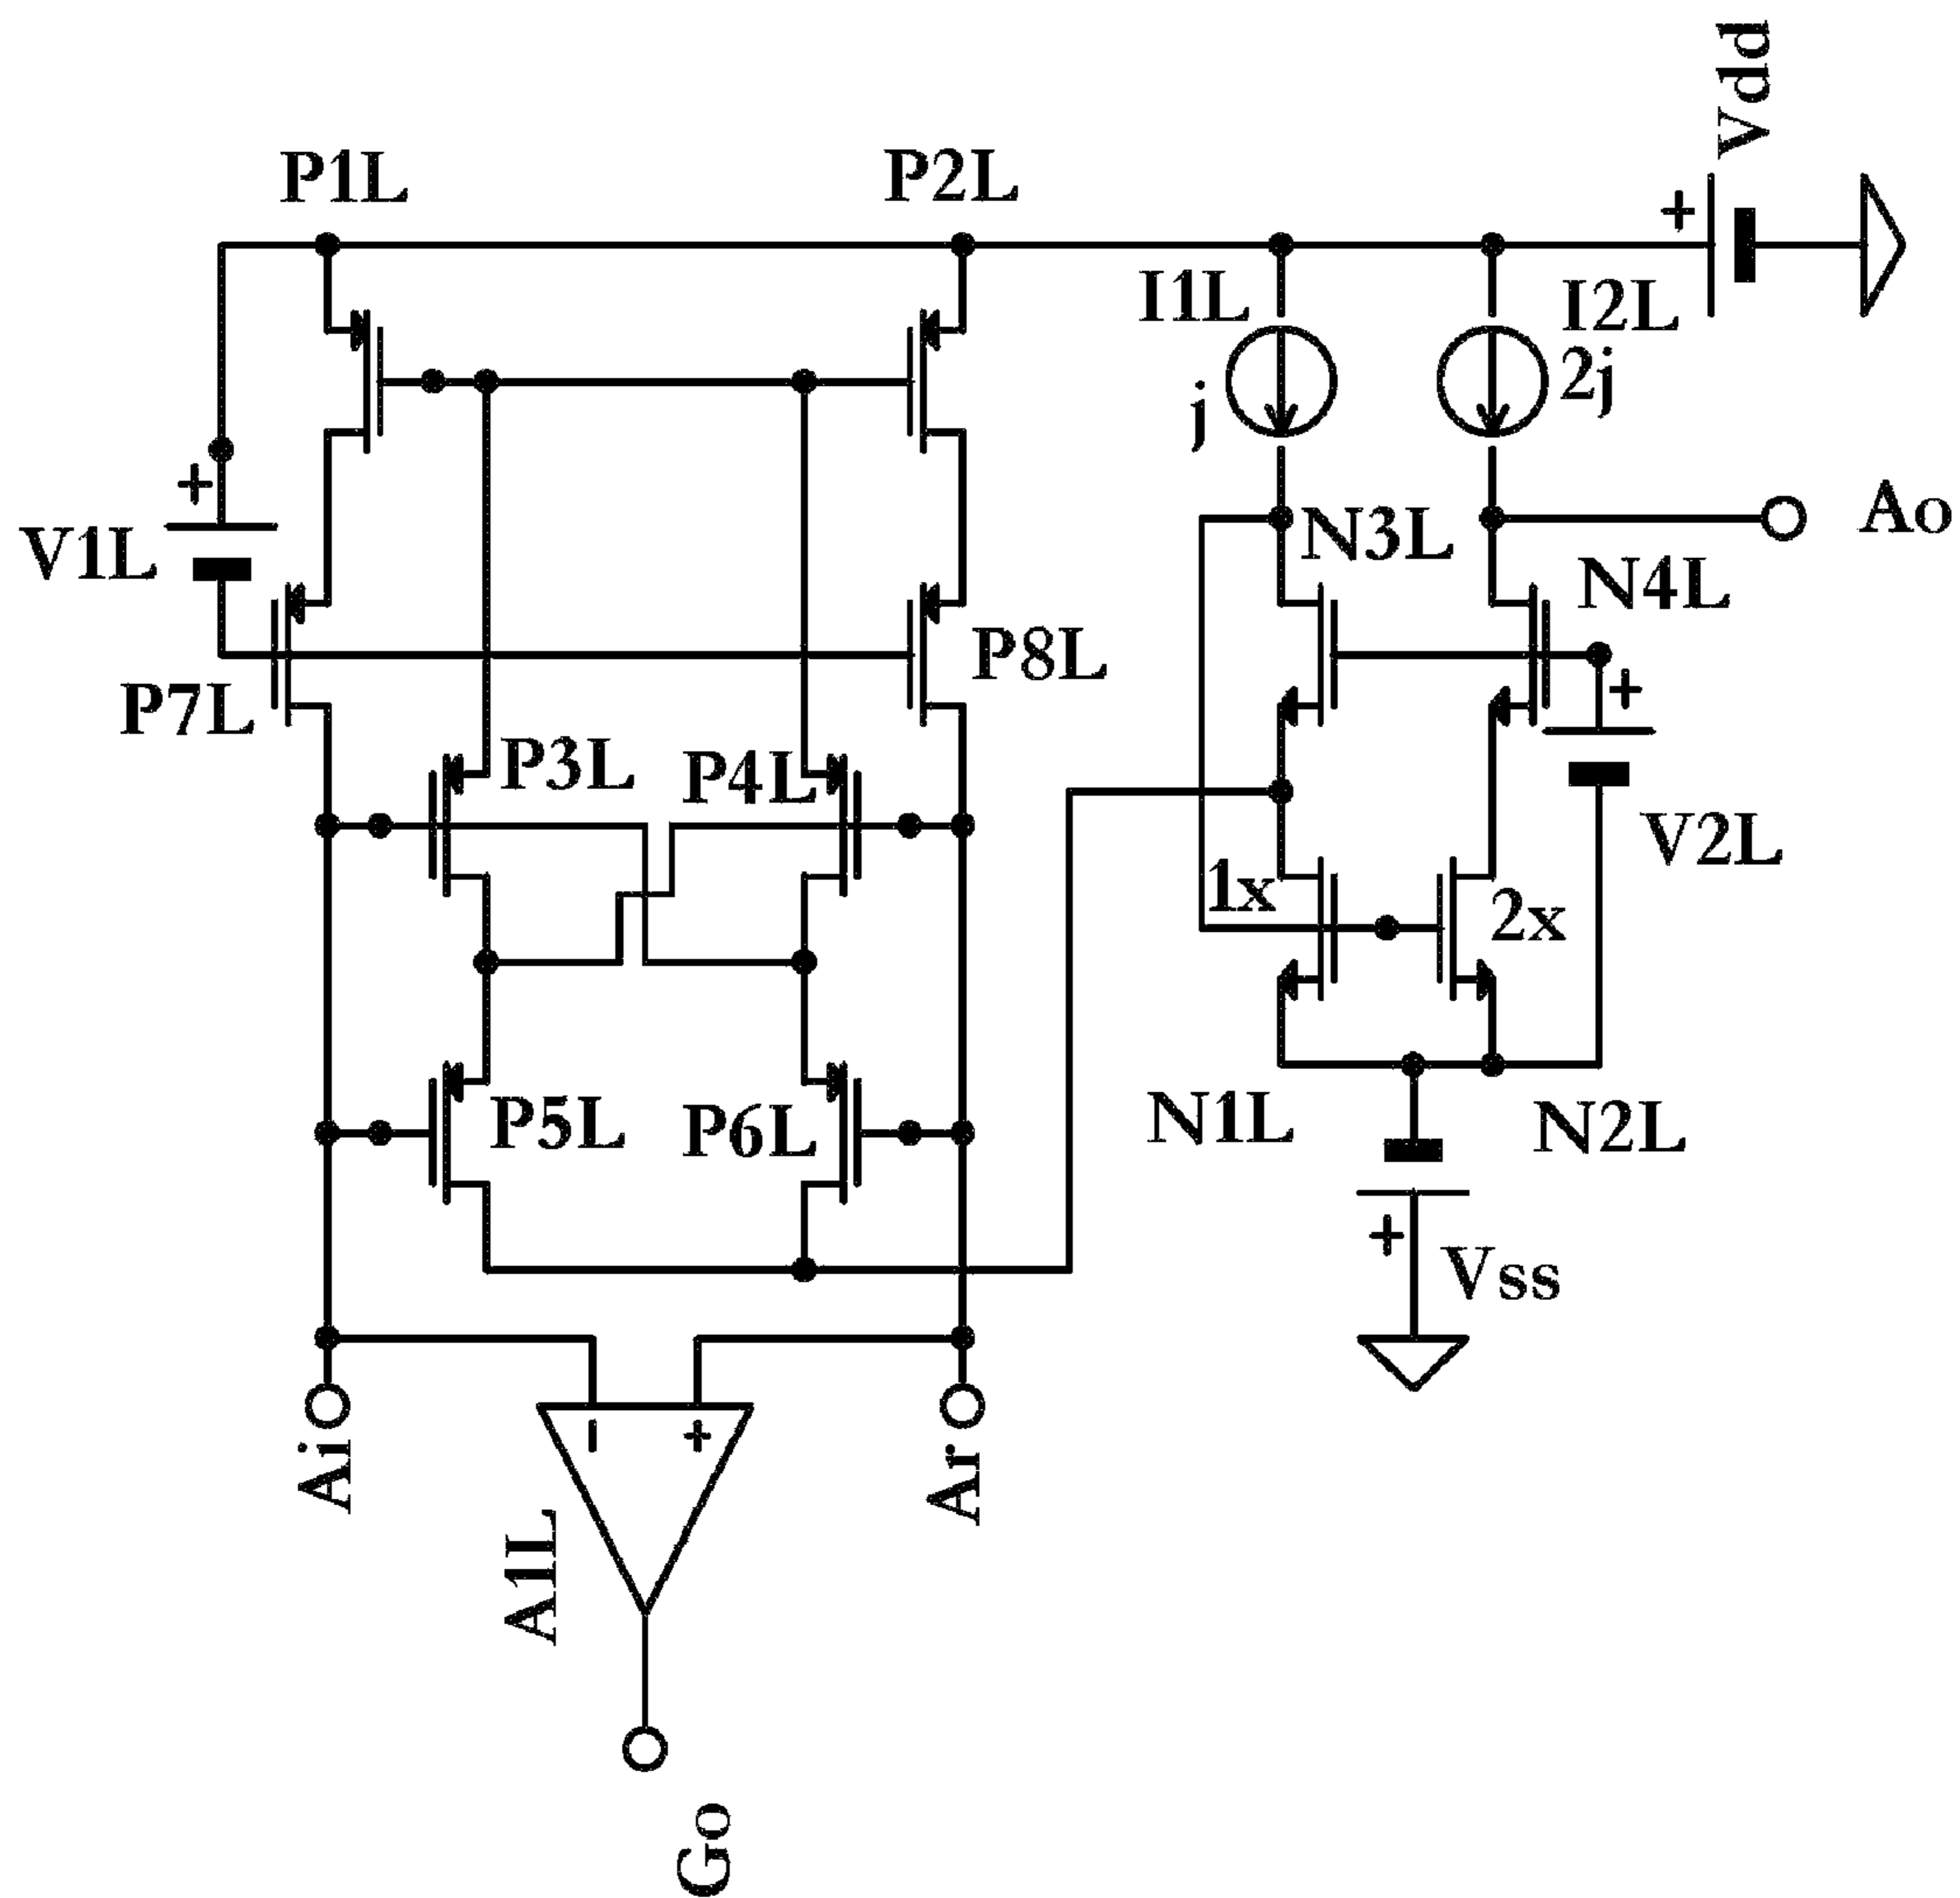 Vdd
P1L
P2L
+
I1L
I2L
j
2j
+
V1L
N3L
Ao
N4L
P8L
+
P7L
P3L
P4L
V2L
1x
2x
P5L
P6L
N1L
N2L
+
Vss
Ai
Ar
−
+
A1L
Go